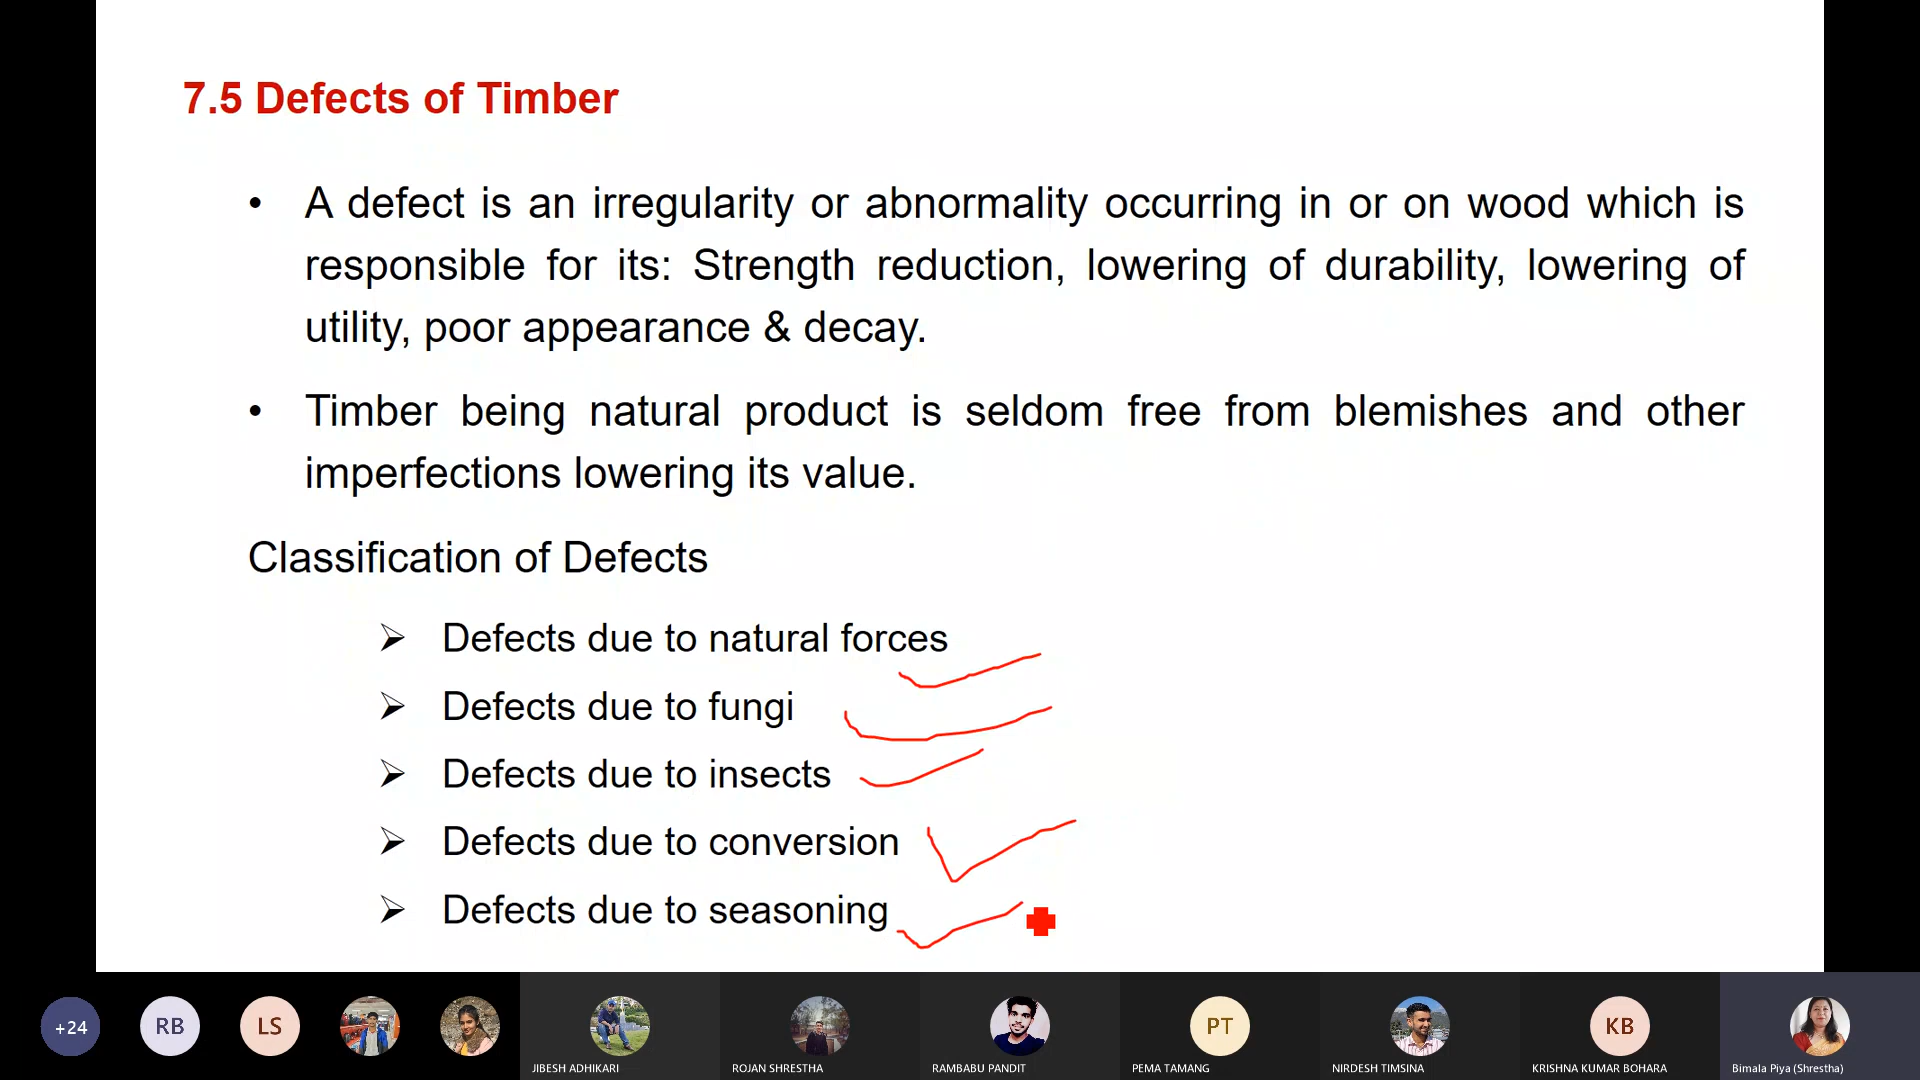 7.5 Defects of Timber
• A defect is an irregularity or abnormality occurring in or on wood which is
responsible for its: Strength reduction, lowering of durability, lowering of
utility, poor appearance & decay.
• Timber being natural product is seldom free from blemishes and other
imperfections lowering its value.
Classification of Defects
➢ Defects due to natural forces
➢ Defects due to fungi
➢ Defects due to insects
➢ Defects due to conversion
➢ Defects due to seasoning
+24
RB
LS
PT
KB
JIBESH ADHIKARI
ROJAN SHRESTHA
RAMBABU PANDIT
PEMA TAMANG
NIRDESH TIMSINA
KRISHNA KUMAR BOHARA
Bimala Piya (Shrestha)